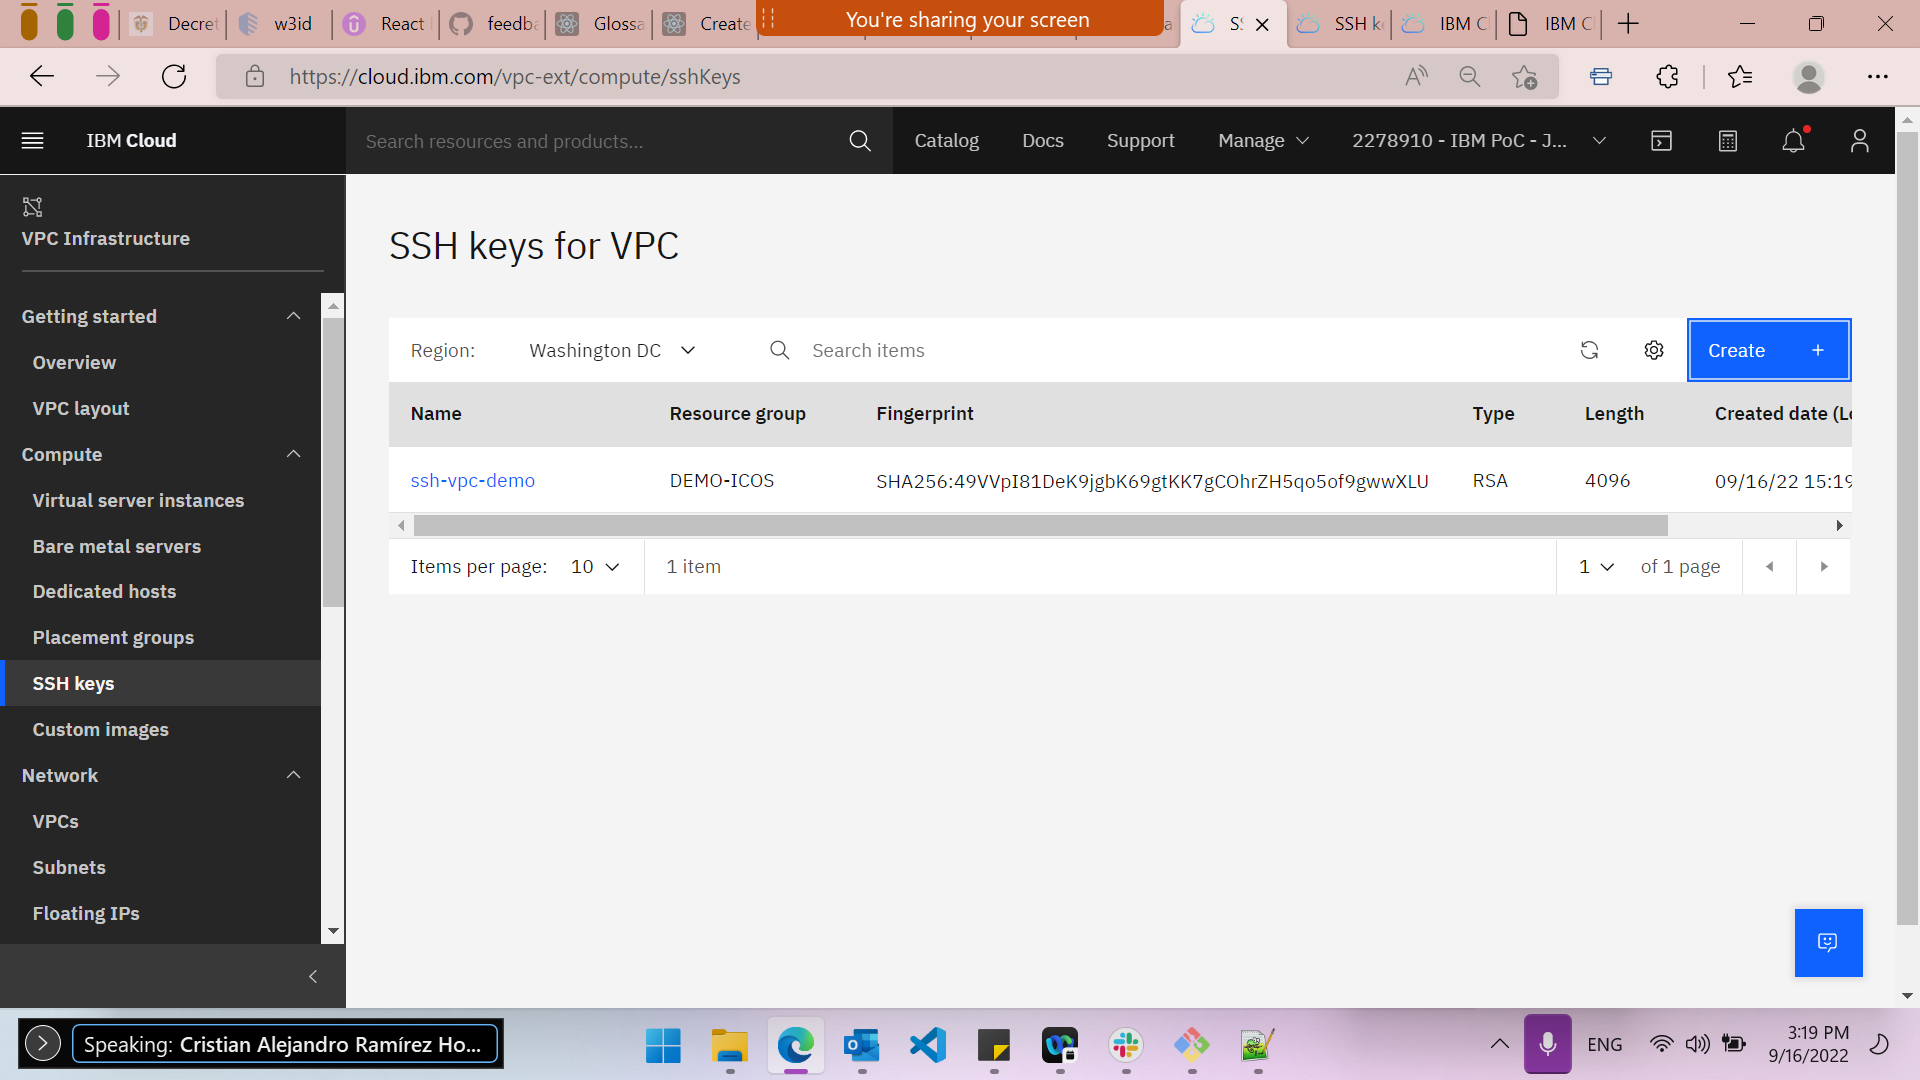 Decret
w3id
React
feedba
Glossa
Create
You're sharing your screen
SSH ke
IBM C
IBM C
https://cloud.ibm.com/vpc-ext/compute/sshKeys
IBM Cloud
Search resources and products...
Catalog
Docs
Support
Manage
2278910 - IBM PoC - J...
VPC Infrastructure
Getting started
Overview
VPC layout
Compute
Virtual server instances
Bare metal servers
Dedicated hosts
Placement groups
SSH keys
Custom images
Network
VPCs
Subnets
Floating IPs
SSH keys for VPC
Region: Washington DC
Search items
Create +
Name Resource group Fingerprint Type Length Created date (Lo
ssh-vpc-demo DEMO-ICOS SHA256:49VVpI81DeK9jgbK69gtKK7gCOhrZH5qo5of9gwwXLU RSA 4096 09/16/22 15:19
Items per page: 10 1 item 1 of 1 page
Speaking: Cristian Alejandro Ramírez Ho...
ENG
3:19 PM
9/16/2022